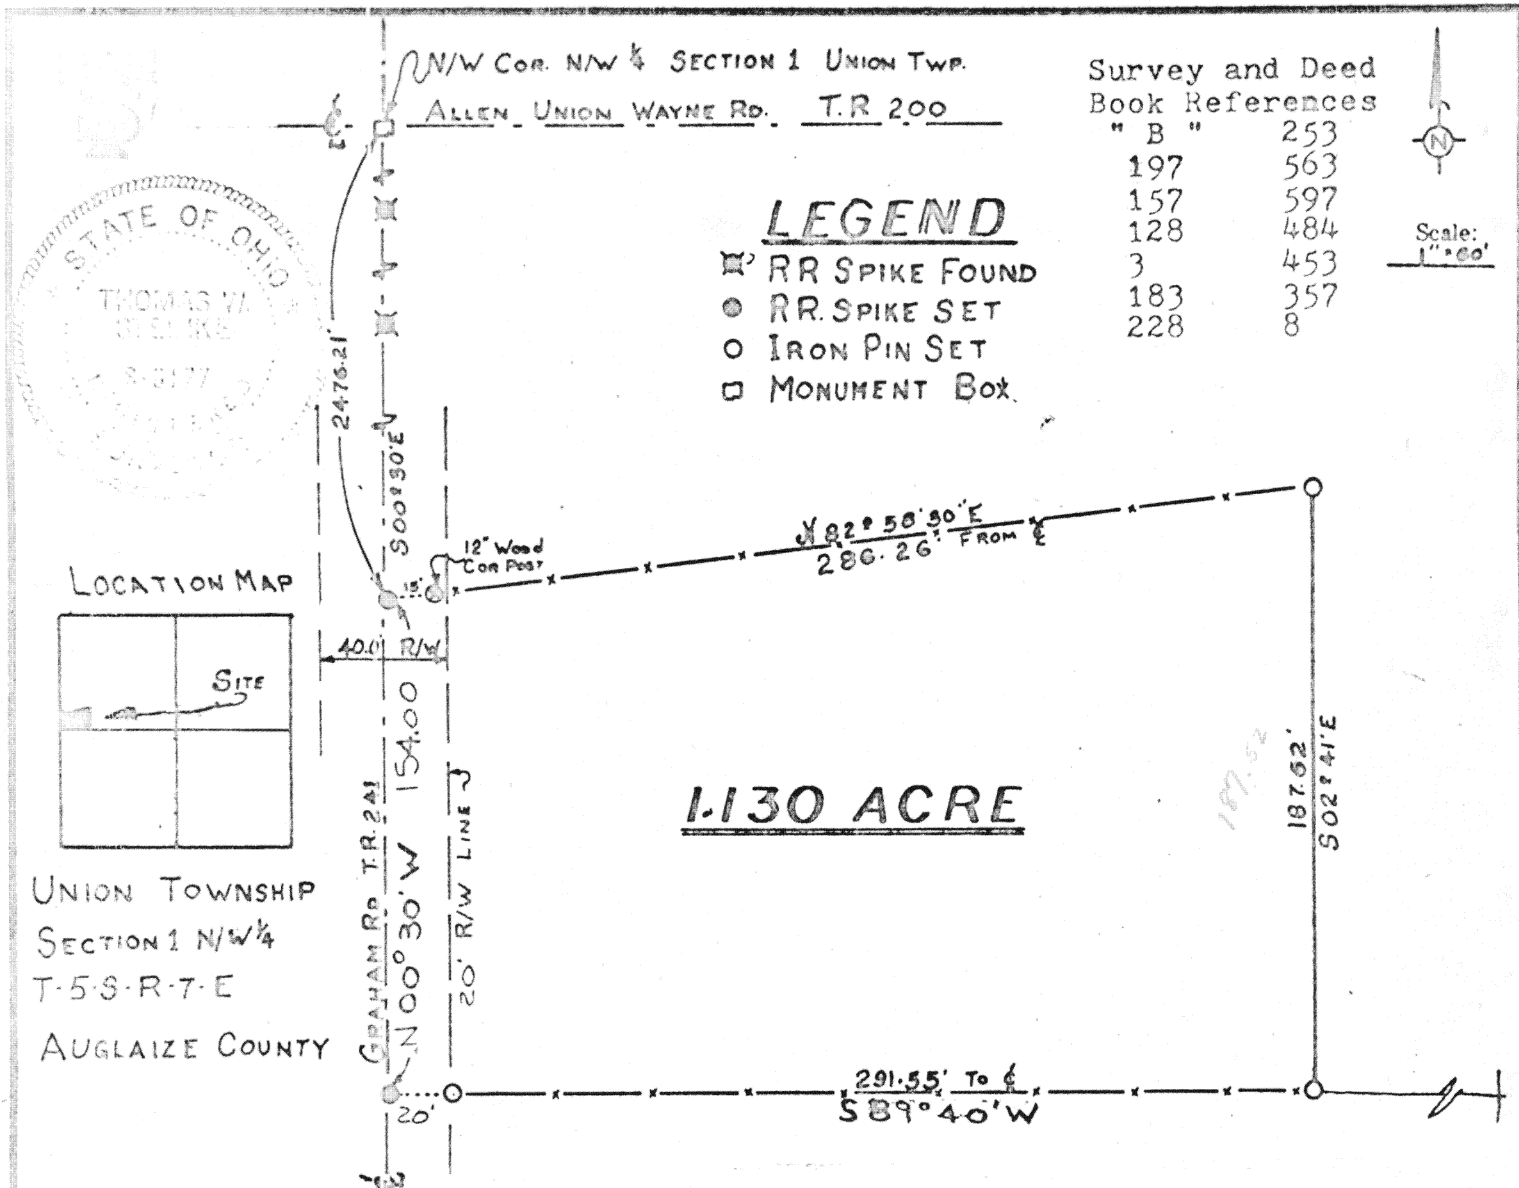 N/W COR. N/W ¼ SECTION 1 UNION TWP.
ALLEN UNION WAYNE RD. T.R 200
Survey and Deed
Book References
" B " 253
197 563
157 597
128 484
3 453
183 357
228 8
N
Scale:
1"=60'
STATE OF OHIO
THOMAS
LEGEND
RR SPIKE FOUND
RR. SPIKE SET
IRON PIN SET
MONUMENT BOX.
2476.21'
S00°30'E
12" Wood
COR POST
15'
N 82° 58' 30" E
286.26' FROM ℄
LOCATION MAP
SITE
40.0' R/W
N00°30'W 154.00
GRAHAM RD T.R. 241
20' R/W LINE
1.130 ACRE
187.52
187.62'
S02°41'E
UNION TOWNSHIP
SECTION 1 N/W ¼
T-5-S-R-7-E
AUGLAIZE COUNTY
20'
291.55' TO ℄
S89°40'W